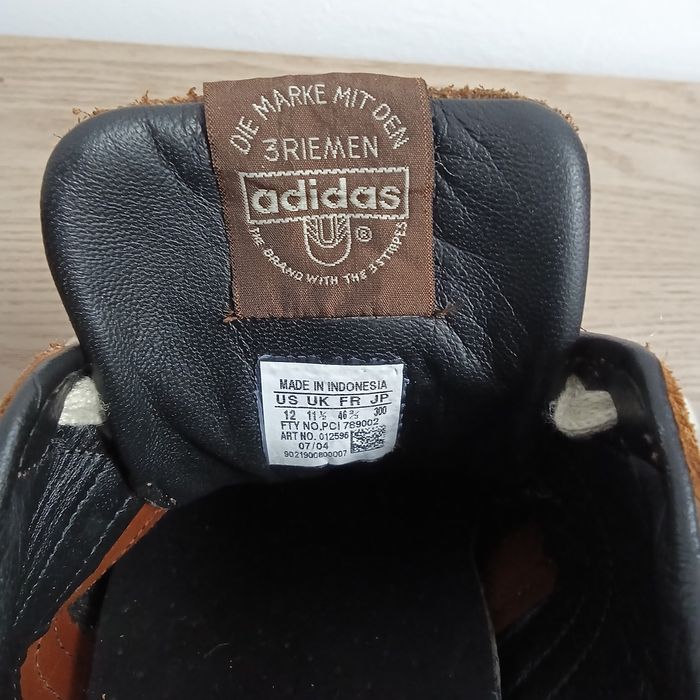 DIE MARKE MIT DEN
3RIEMEN
adidas
®
THE BRAND WITH THE 3 STRIPES
MADE IN INDONESIA
US UK FR JP
12 11½ 46⅔ 300
FTY NO.PCI 789002
ART NO. 012596
07/04
9021900800007